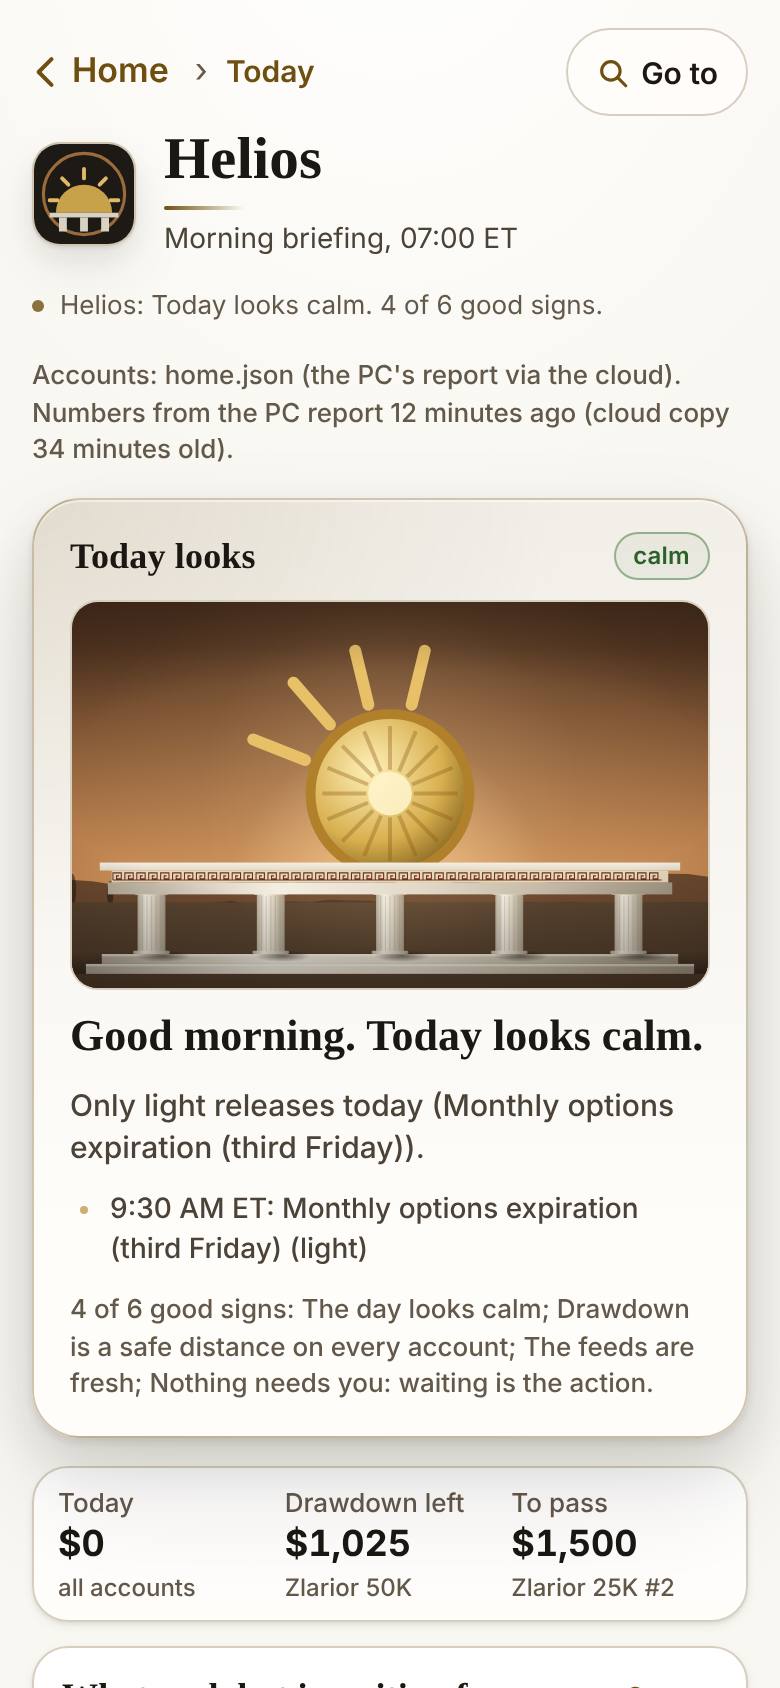 Home › Today
Go to
Helios
Morning briefing, 07:00 ET
Helios: Today looks calm. 4 of 6 good signs.
Accounts: home.json (the PC's report via the cloud).
Numbers from the PC report 12 minutes ago (cloud copy
34 minutes old).
Today looks
calm
Good morning. Today looks calm.
Only light releases today (Monthly options
expiration (third Friday)).
9:30 AM ET: Monthly options expiration
(third Friday) (light)
4 of 6 good signs: The day looks calm; Drawdown
is a safe distance on every account; The feeds are
fresh; Nothing needs you: waiting is the action.
Today
$0
all accounts
Drawdown left
$1,025
Zlarior 50K
To pass
$1,500
Zlarior 25K #2